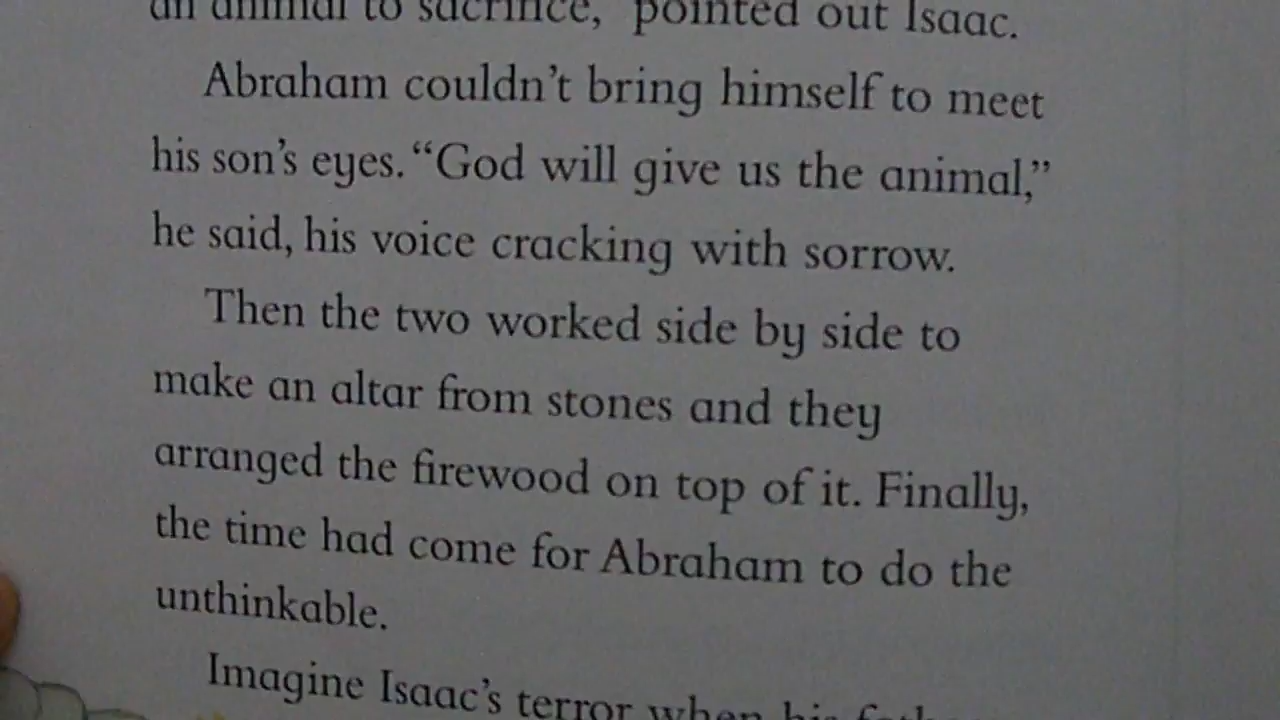 an animal to sacrifice," pointed out Isaac.
Abraham couldn't bring himself to meet
his son's eyes. “God will give us the animal,”
he said, his voice cracking with sorrow.
Then the two worked side by side to
make an altar from stones and they
arranged the firewood on top of it. Finally,
the time had come for Abraham to do the
unthinkable.
Imagine Isaac's terror when his